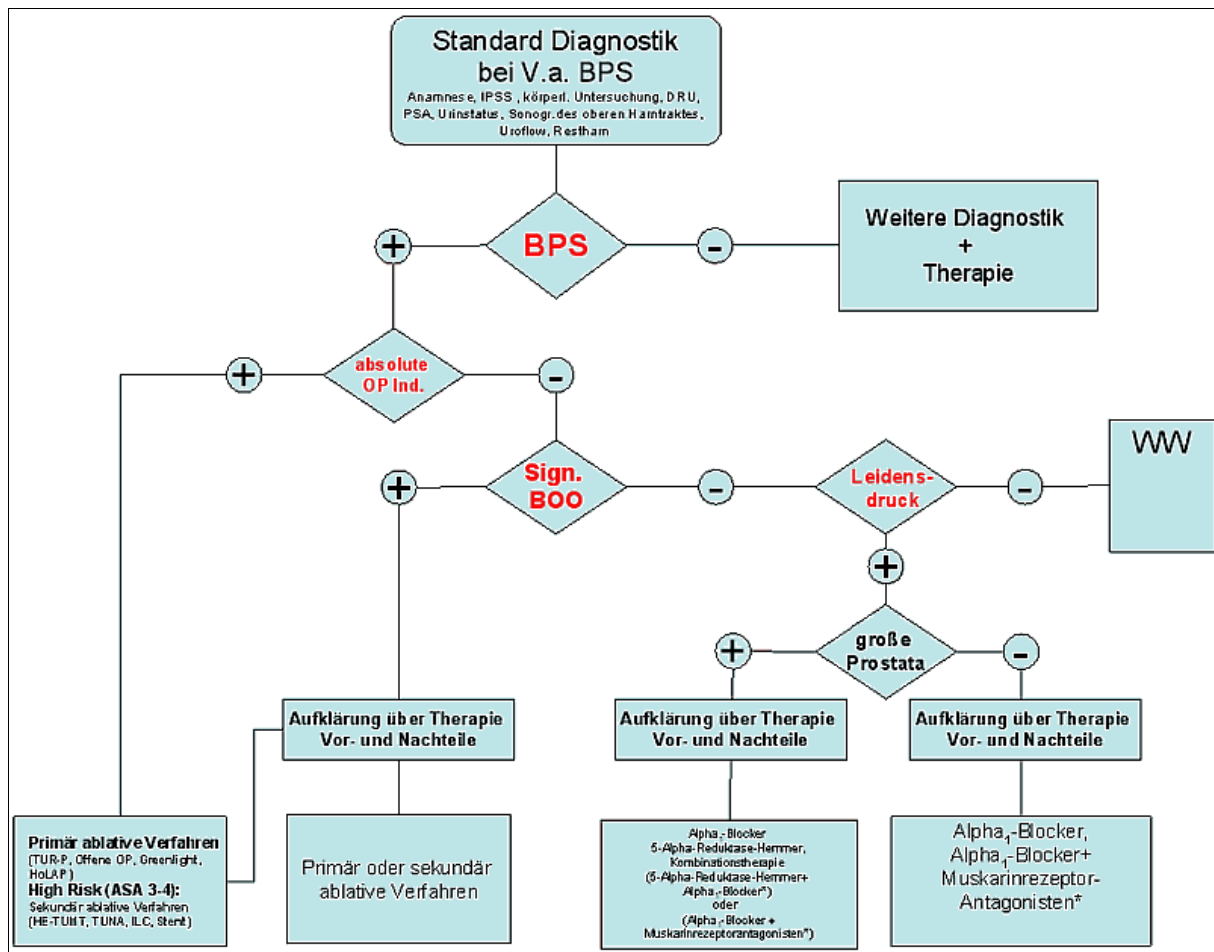 Standard Diagnostik
bei V.a. BPS
Anamnese, IPSS , körperl. Untersuchung, DRU,
PSA, Urinstatus, Sonogr.des oberen Harntraktes,
Uroflow, Restharn
BPS
+
-
Weitere Diagnostik
+
Therapie
absolute
OP Ind.
+
-
Sign.
BOO
+
-
Leidens-
druck
-
WW
+
große
Prostata
+
-
Aufklärung über Therapie
Vor- und Nachteile
Aufklärung über Therapie
Vor- und Nachteile
Aufklärung über Therapie
Vor- und Nachteile
Primär ablative Verfahren
(TUR-P, Offene OP, Greenlight,
HoLAP)
High Risk (ASA 3-4):
Sekundär ablative Verfahren
(HE-TUMT, TUNA, ILC, Stent)
Primär oder sekundär
ablative Verfahren
Alpha₁-Blocker
5-Alpha-Reduktase-Hemmer,
Kombinationstherapie
(5-Alpha-Reduktase-Hemmer+
Alpha₁-Blocker*)
oder
(Alpha₁-Blocker +
Muskarinrezeptorantagonisten*)
Alpha₁-Blocker,
Alpha₁-Blocker+
Muskarinrezeptor-
Antagonisten*